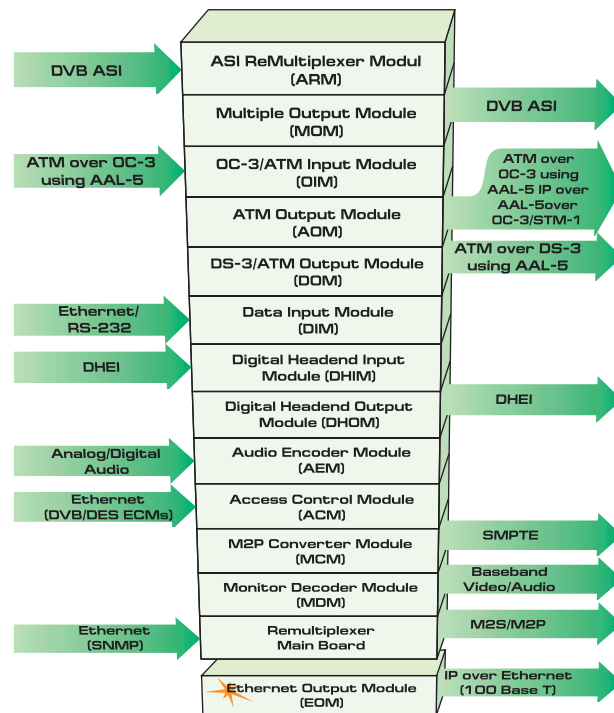 DVB ASI
ASI ReMultiplexer Modul
(ARM)
Multiple Output Module
(MOM)
DVB ASI
ATM over OC-3
using AAL-5
OC-3/ATM Input Module
(OIM)
ATM over
OC-3 using
AAL-5 IP over
AAL-5over
OC-3/STM-1
ATM Output Module
(AOM)
DS-3/ATM Output Module
(DOM)
ATM over DS-3
using AAL-5
Ethernet/
RS-232
Data Input Module
(DIM)
DHEI
Digital Headend Input
Module (DHIM)
Digital Headend Output
Module (DHOM)
DHEI
Analog/Digital
Audio
Audio Encoder Module
(AEM)
Ethernet
(DVB/DES ECMs)
Access Control Module
(ACM)
M2P Converter Module
(MCM)
SMPTE
Monitor Decoder Module
(MDM)
Baseband
Video/Audio
Ethernet
(SNMP)
Remultiplexer
Main Board
M2S/M2P
Ethernet Output Module
(EOM)
IP over Ethernet
(100 Base T)